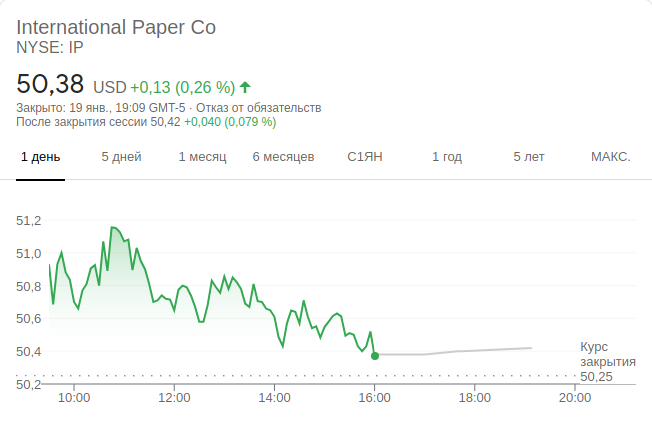 International Paper Co
NYSE: IP
50,38 USD +0,13 (0,26 %)
Закрыто: 19 янв., 19:09 GMT-5 · Отказ от обязательств
После закрытия сессии 50,42 +0,040 (0,079 %)
1 день 5 дней 1 месяц 6 месяцев С1ЯН 1 год 5 лет МАКС.
51,2
51,0
50,8
50,6
50,4
50,2
Курс
закрытия
50,25
10:00 12:00 14:00 16:00 18:00 20:00